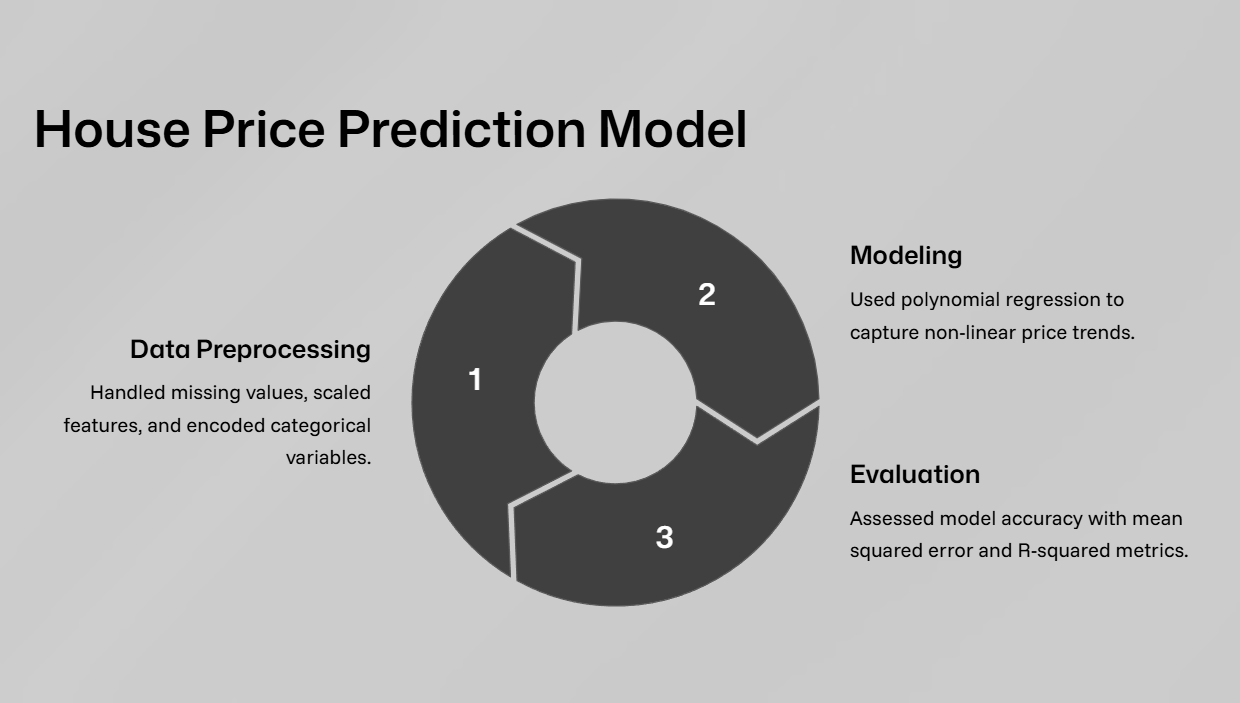 House Price Prediction Model
1
Data Preprocessing
Handled missing values, scaled
features, and encoded categorical
variables.
2
Modeling
Used polynomial regression to
capture non-linear price trends.
3
Evaluation
Assessed model accuracy with mean
squared error and R-squared metrics.